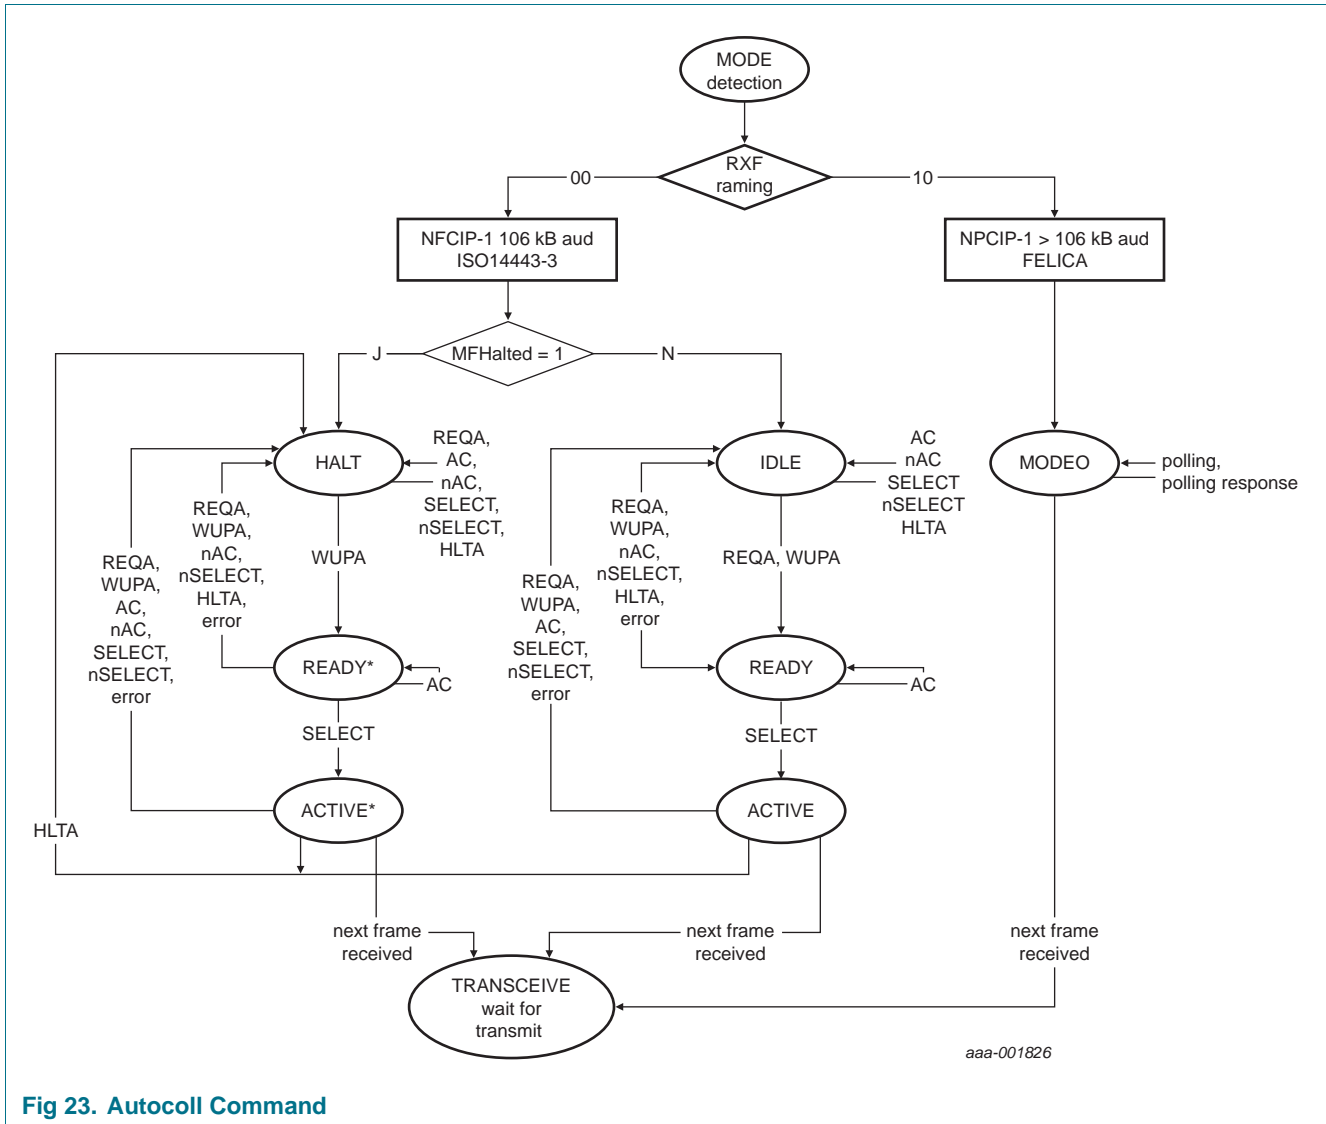 MODE
detection
RXF
raming
00
10
NFCIP-1 106 kB aud
ISO14443-3
NPCIP-1 > 106 kB aud
FELICA
J
MFHalted = 1
N
HALT
REQA,
AC,
nAC,
SELECT,
nSELECT,
HLTA
IDLE
AC
nAC
SELECT
nSELECT
HLTA
MODEO
polling,
polling response
REQA,
WUPA,
AC,
nAC,
SELECT,
nSELECT,
error
REQA,
WUPA,
nAC,
nSELECT,
HLTA,
error
WUPA
REQA,
WUPA,
AC,
SELECT,
nSELECT,
error
REQA,
WUPA,
nAC,
nSELECT,
HLTA,
error
REQA, WUPA
READY*
AC
READY
AC
SELECT
SELECT
ACTIVE*
ACTIVE
HLTA
next frame
received
next frame
received
next frame
received
TRANSCEIVE
wait for
transmit
aaa-001826
Fig 23. Autocoll Command